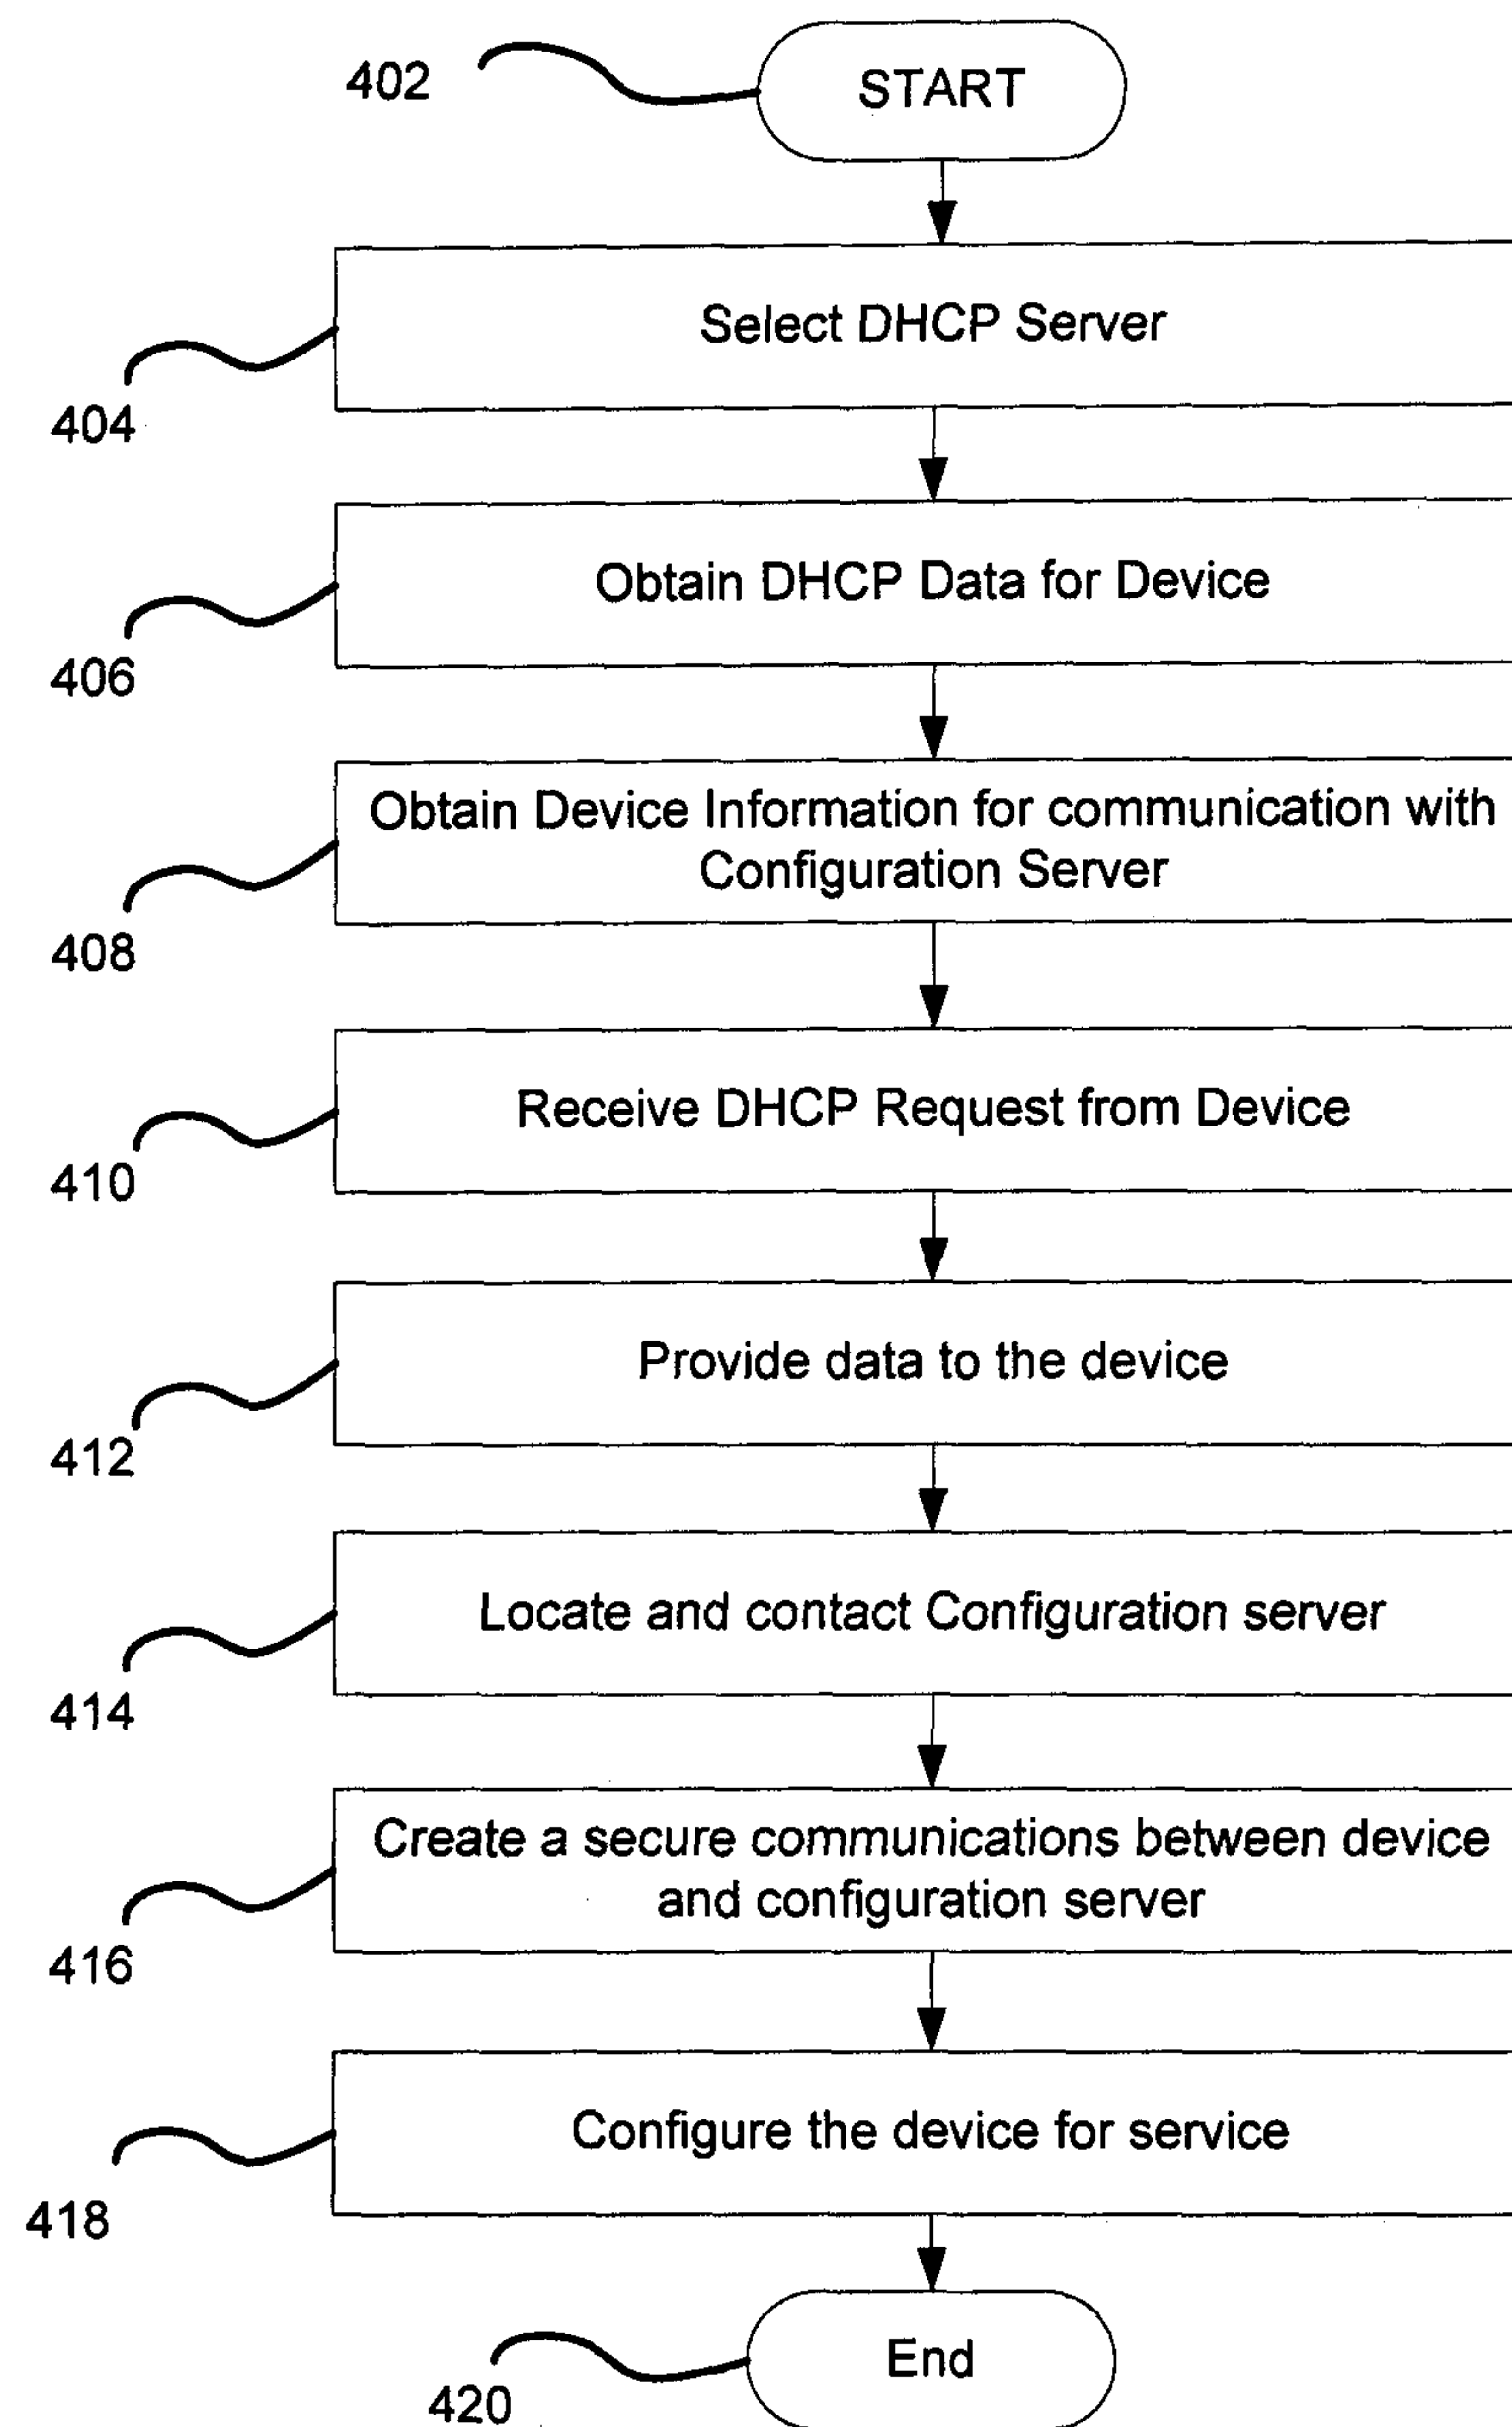 402
START
Select DHCP Server
404
Obtain DHCP Data for Device
406
Obtain Device Information for communication with
Configuration Server
408
Receive DHCP Request from Device
410
Provide data to the device
412
Locate and contact Configuration server
414
Create a secure communications between device
and configuration server
416
Configure the device for service
418
End
420